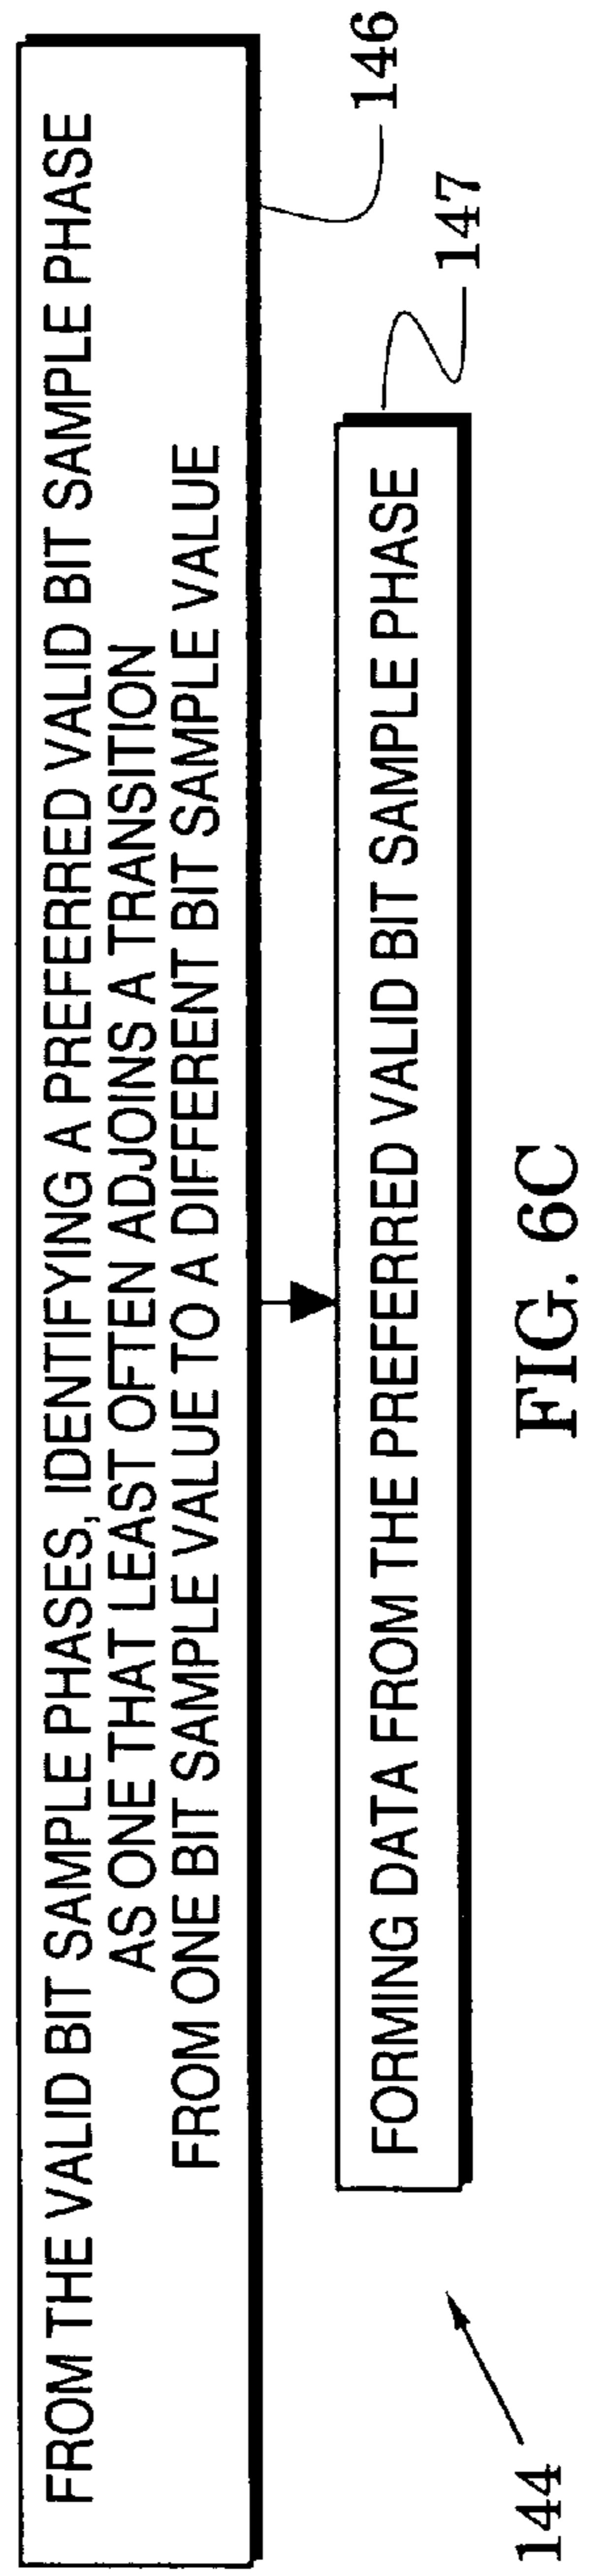 FROM THE VALID BIT SAMPLE PHASES, IDENTIFYING A PREFERRED VALID BIT SAMPLE PHASE
AS ONE THAT LEAST OFTEN ADJOINS A TRANSITION
FROM ONE BIT SAMPLE VALUE TO A DIFFERENT BIT SAMPLE VALUE
146
FORMING DATA FROM THE PREFERRED VALID BIT SAMPLE PHASE
147
144
FIG. 6C